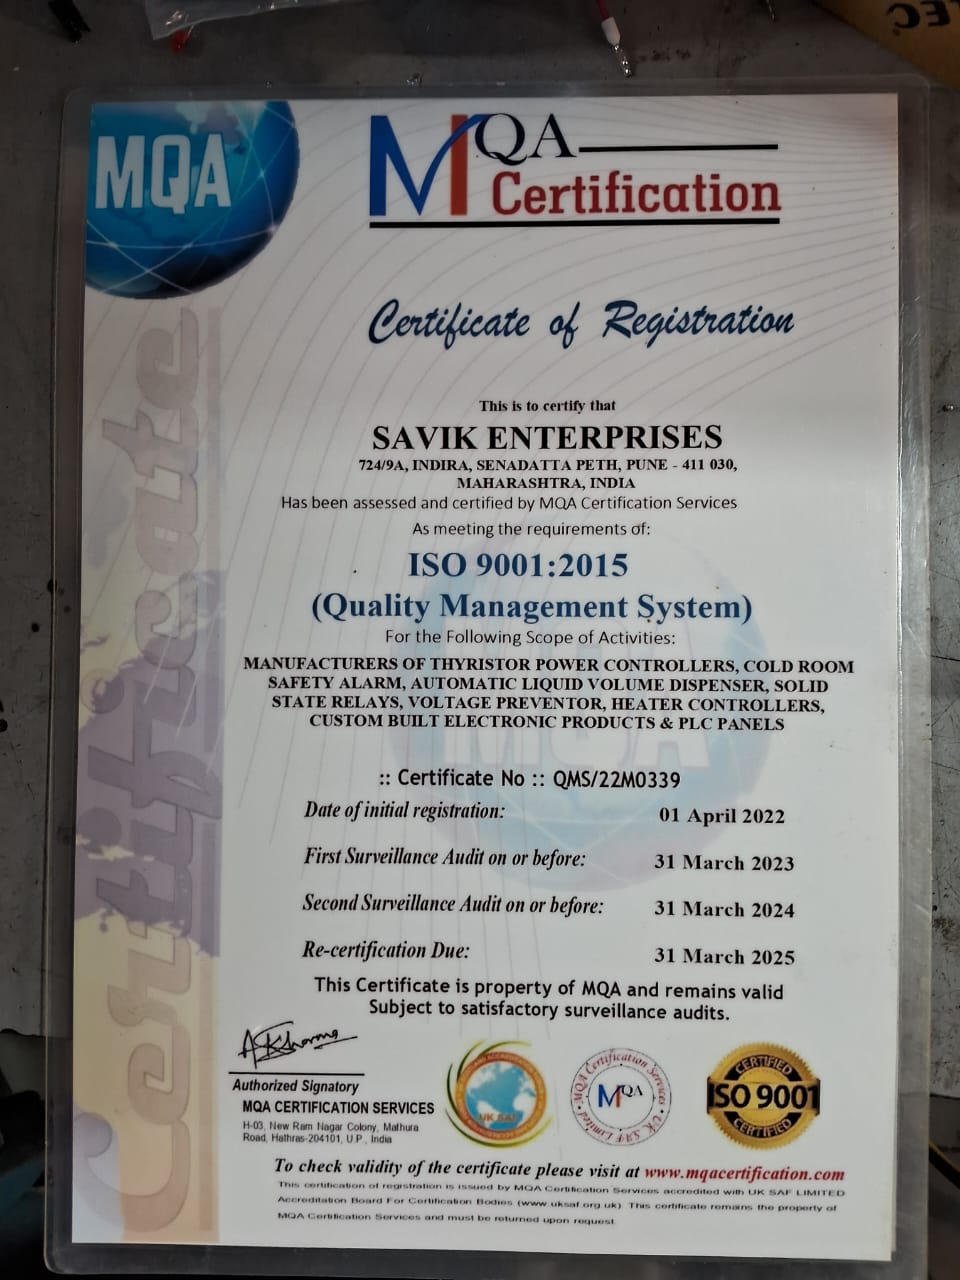 MQA
MQA
Certification
Certificate of Registration
Certificate
This is to certify that
SAVIK ENTERPRISES
724/9A, INDIRA, SENADATTA PETH, PUNE - 411 030,
MAHARASHTRA, INDIA
Has been assessed and certified by MQA Certification Services
As meeting the requirements of:
ISO 9001:2015
(Quality Management System)
For the Following Scope of Activities:
MANUFACTURERS OF THYRISTOR POWER CONTROLLERS, COLD ROOM
SAFETY ALARM, AUTOMATIC LIQUID VOLUME DISPENSER, SOLID
STATE RELAYS, VOLTAGE PREVENTOR, HEATER CONTROLLERS,
CUSTOM BUILT ELECTRONIC PRODUCTS & PLC PANELS
:: Certificate No :: QMS/22M0339
Date of initial registration: 01 April 2022
First Surveillance Audit on or before: 31 March 2023
Second Surveillance Audit on or before: 31 March 2024
Re-certification Due: 31 March 2025
This Certificate is property of MQA and remains valid
Subject to satisfactory surveillance audits.
AKSharma
Authorized Signatory
MQA CERTIFICATION SERVICES
H-03, New Ram Nagar Colony, Mathura
Road, Hathras-204101, U.P., India
UK SAF
MQA Certification Services
MQA
UK SAF Limited
CERTIFIED
ISO 9001
CERTIFIED
To check validity of the certificate please visit at www.mqacertification.com
This certification of registration is issued by MQA Certification Services accredited with UK SAF LIMITED
Accreditation Board For Certification Bodies (www.uksaf.org.uk). This certificate remains the property of
MQA Certification Services and must be returned upon request.